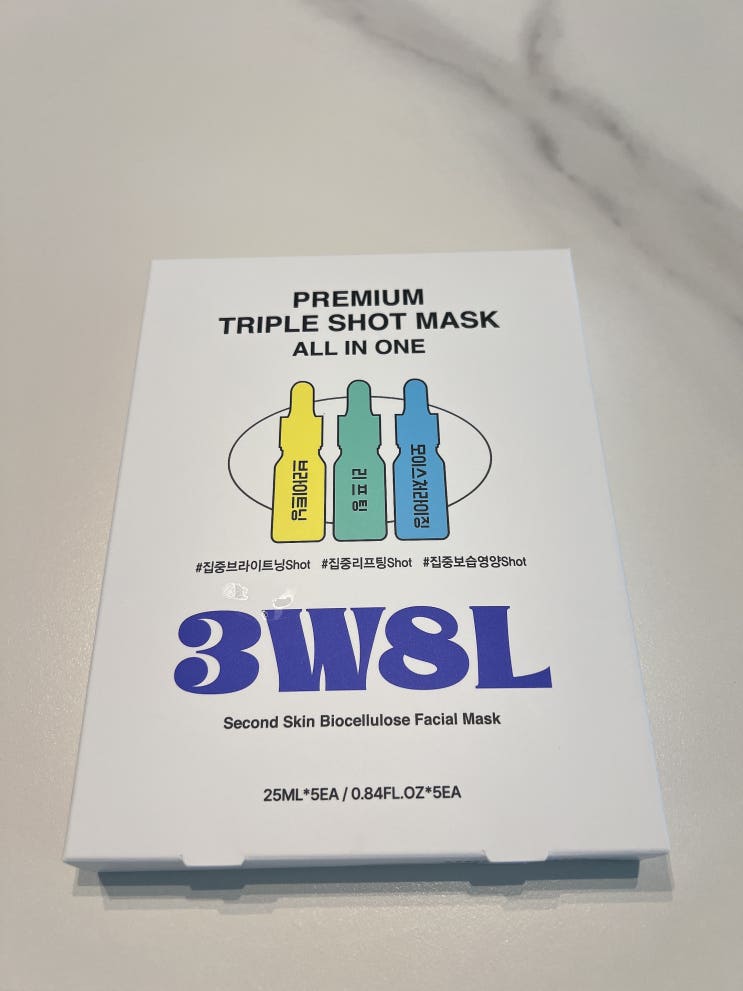 PREMIUM
TRIPLE SHOT MASK
ALL IN ONE
브라이트닝
리프팅
모이스처라이징
#집중브라이트닝Shot #집중리프팅Shot #집중보습영양Shot
3W8L
Second Skin Biocellulose Facial Mask
25ML*5EA / 0.84FL.OZ*5EA